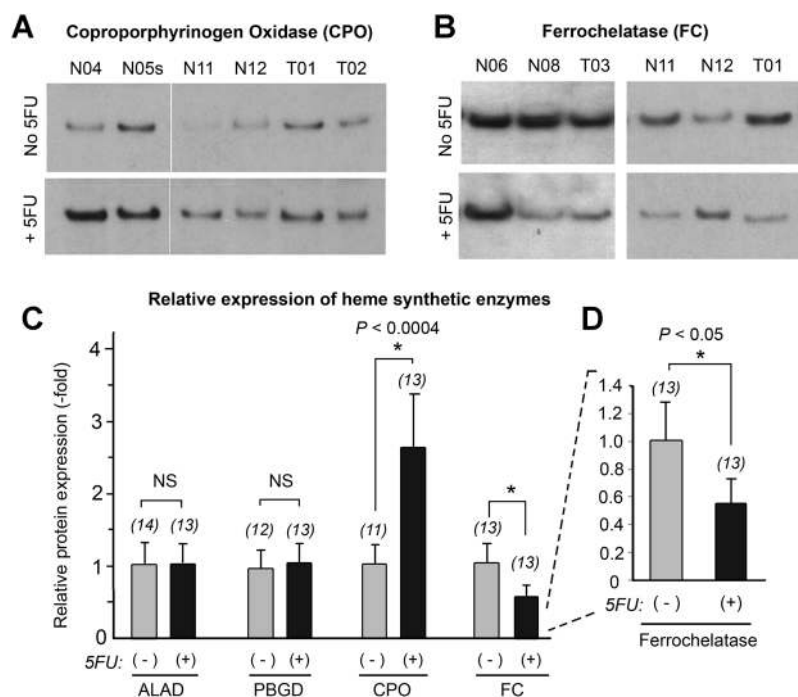 A
Coproporphyrinogen Oxidase (CPO)
N04 N05s N11 N12 T01 T02
No 5FU
+ 5FU
B
Ferrochelatase (FC)
N06 N08 T03 N11 N12 T01
No 5FU
+ 5FU
Relative expression of heme synthetic enzymes
C
Relative protein expression (-fold)
4
3
2
1
0
NS
(14) (13)
NS
(12) (13)
P < 0.0004
*
(11) (13)
*
(13) (13)
5FU: (-) (+) (-) (+) (-) (+) (-) (+)
ALAD PBGD CPO FC
D
P < 0.05
*
(13) (13)
1.4
1.2
1.0
0.8
0.6
0.4
0.2
0
5FU: (-) (+)
Ferrochelatase